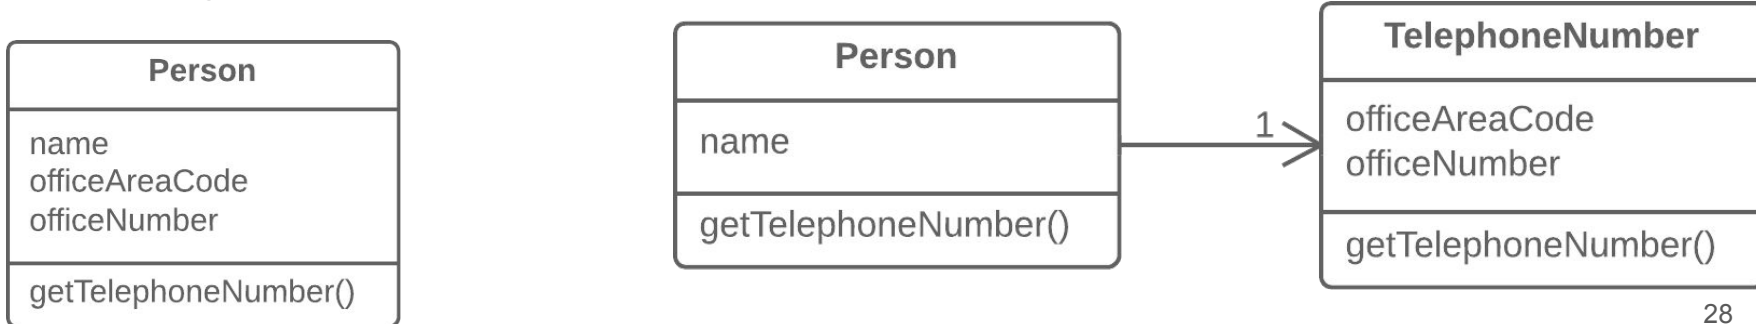 Person
name
officeAreaCode
officeNumber
getTelephoneNumber()
Person
name
getTelephoneNumber()
1
TelephoneNumber
officeAreaCode
officeNumber
getTelephoneNumber()
28